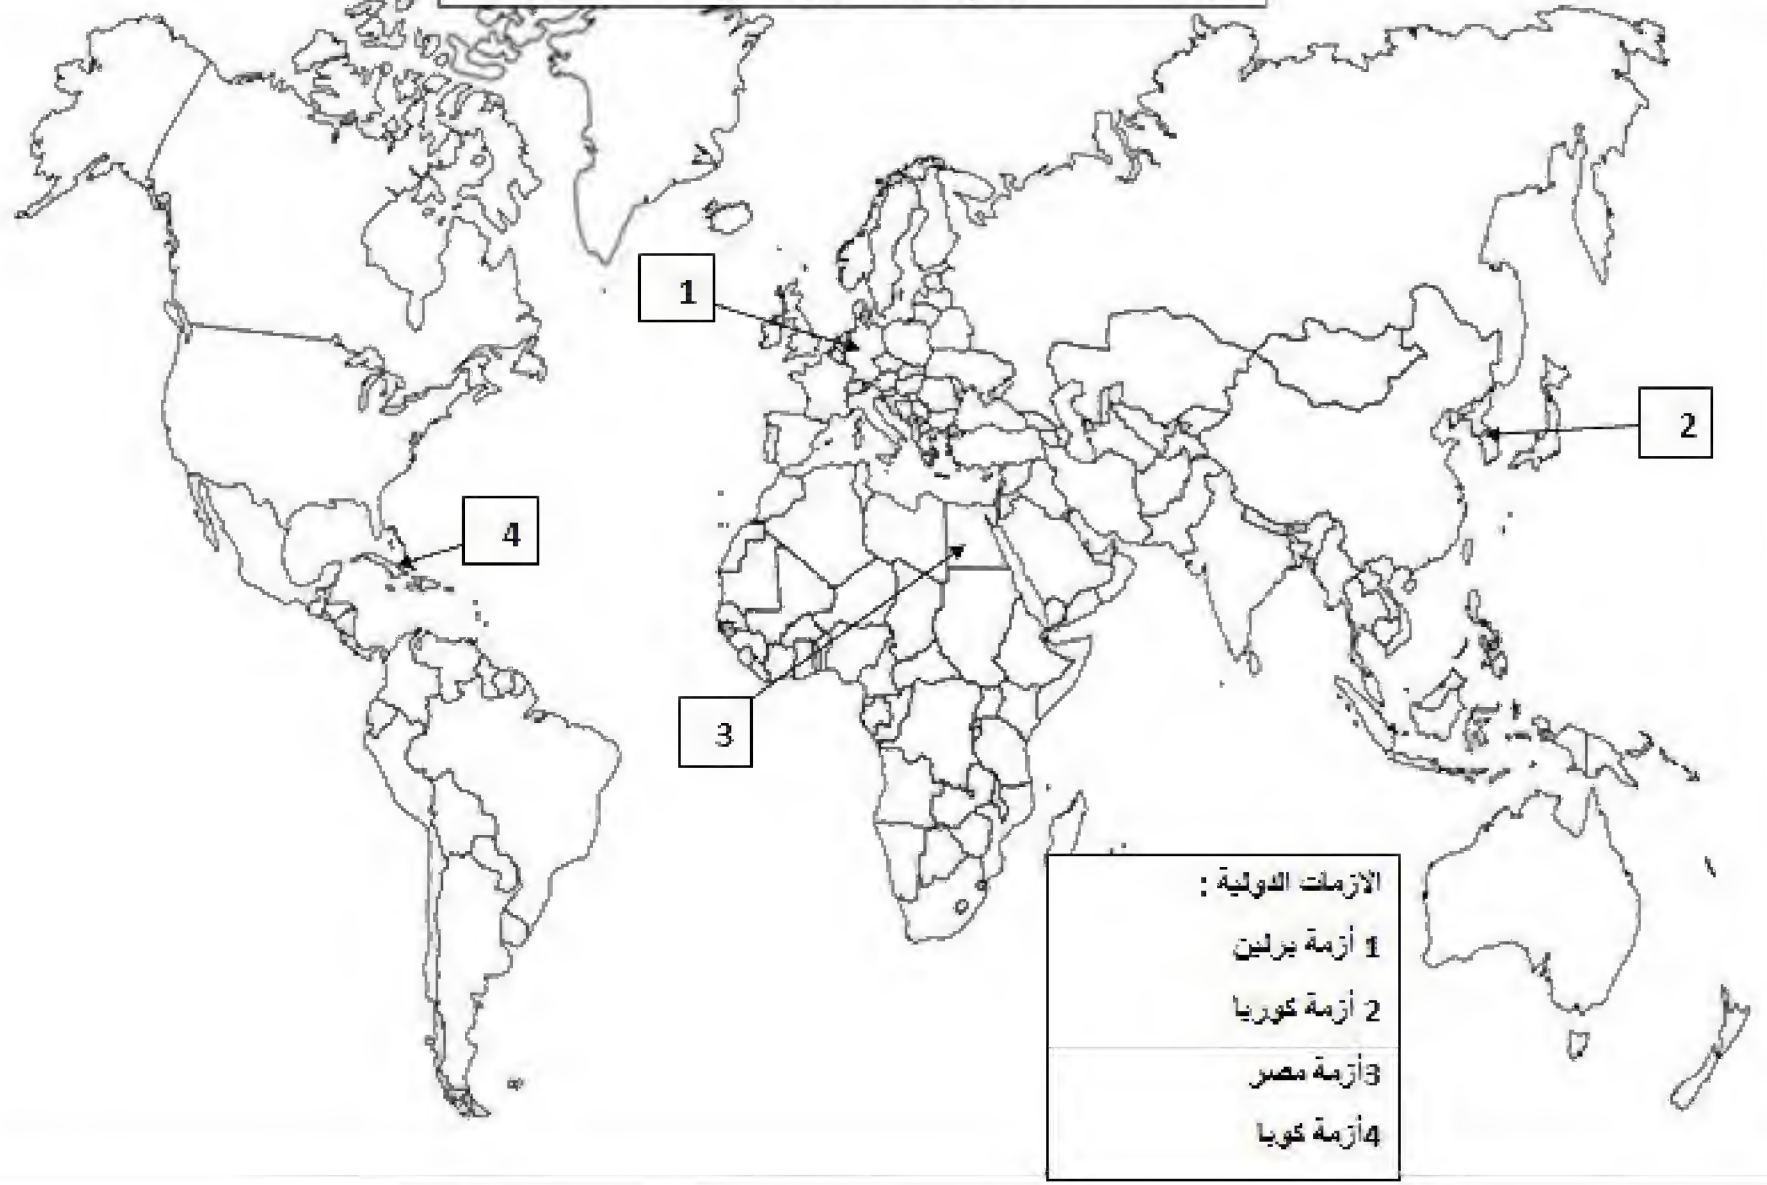 1
2
4
3
الازمات الدولية :
1 أزمة برلين
2 أزمة كوريا
3أزمة مصر
4أزمة كوبا